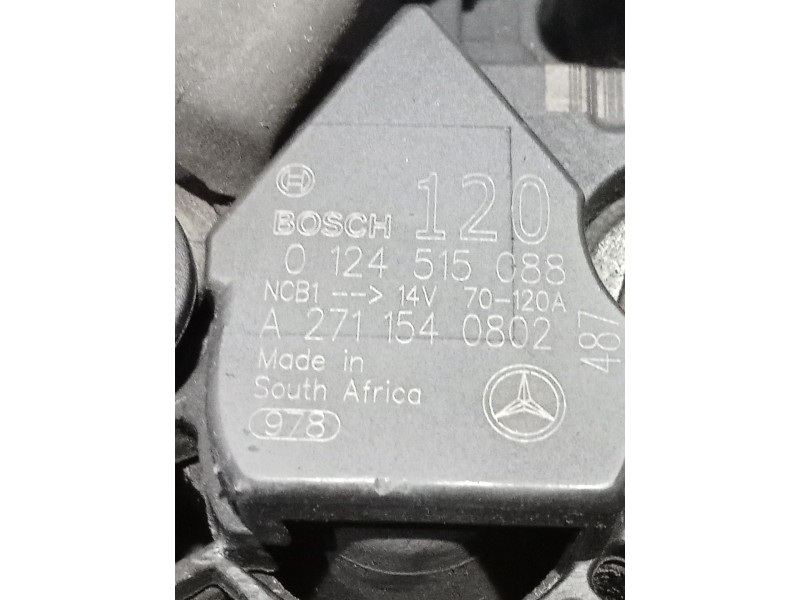 BOSCH 120
0 124 515 088
NCB1 --> 14V 70-120A
A 271 154 0802
Made in
South Africa
978
487